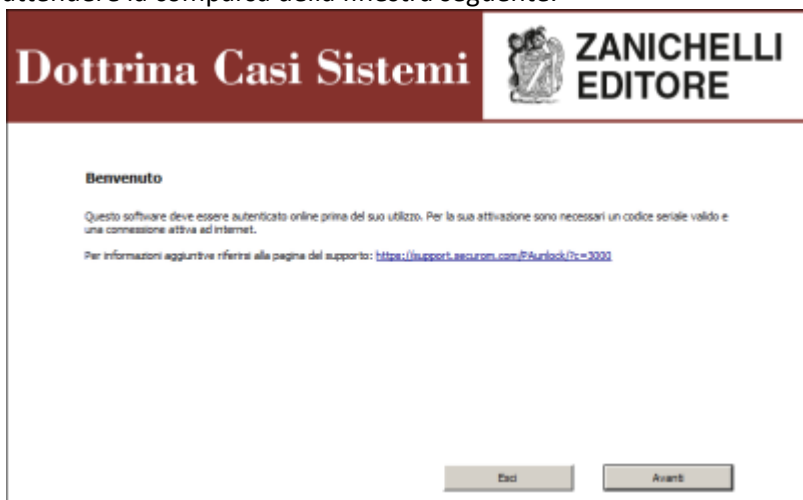 attendere la comparsa della finestra seguente:
Dottrina Casi Sistemi
ZANICHELLI
EDITORE
Benvenuto
Questo software deve essere autenticato online prima del suo utilizzo. Per la sua attivazione sono necessari un codice seriale valido e
una connessione attiva ad internet.
Per informazioni aggiuntive riferirsi alla pagina del supporto: https://support.securom.com/PAunlock/?c=3000
Esci
Avanti